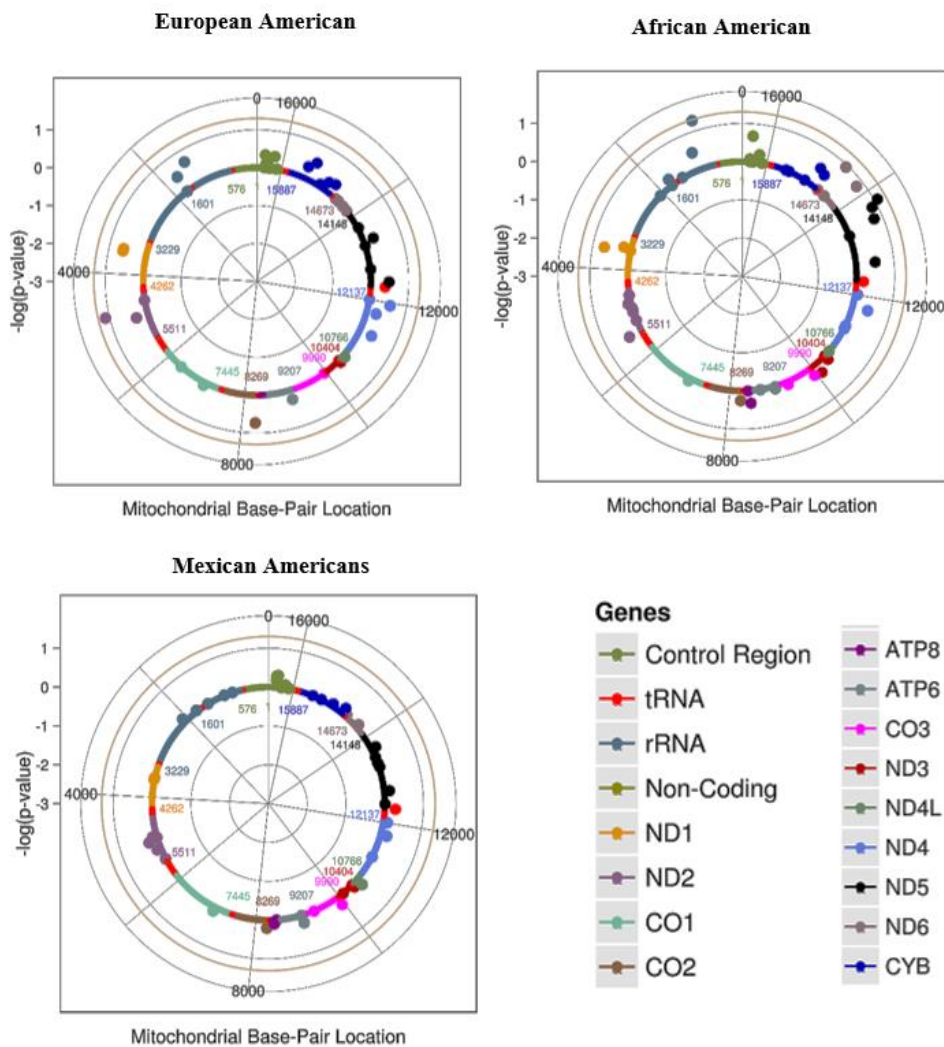 European American
African American
0
16000
1
0
-1
-2
-3
-log(p-value)
576
1
15887
1601
14673
14148
3229
4000
4262
12137
12000
5511
10766
10404
9990
7445
8269
9207
8000
Mitochondrial Base-Pair Location
0
16000
1
0
-1
-2
-3
-log(p-value)
576
1
15887
1601
14673
14148
3229
4000
4262
12137
12000
5511
10766
10404
9990
7445
8269
9207
8000
Mitochondrial Base-Pair Location
Mexican Americans
0
16000
1
0
-1
-2
-3
-log(p-value)
576
1
15887
1601
14673
14148
3229
4000
4262
12137
12000
5511
10766
10404
9990
7445
8269
9207
8000
Mitochondrial Base-Pair Location
Genes
Control Region
tRNA
rRNA
Non-Coding
ND1
ND2
CO1
CO2
ATP8
ATP6
CO3
ND3
ND4L
ND4
ND5
ND6
CYB